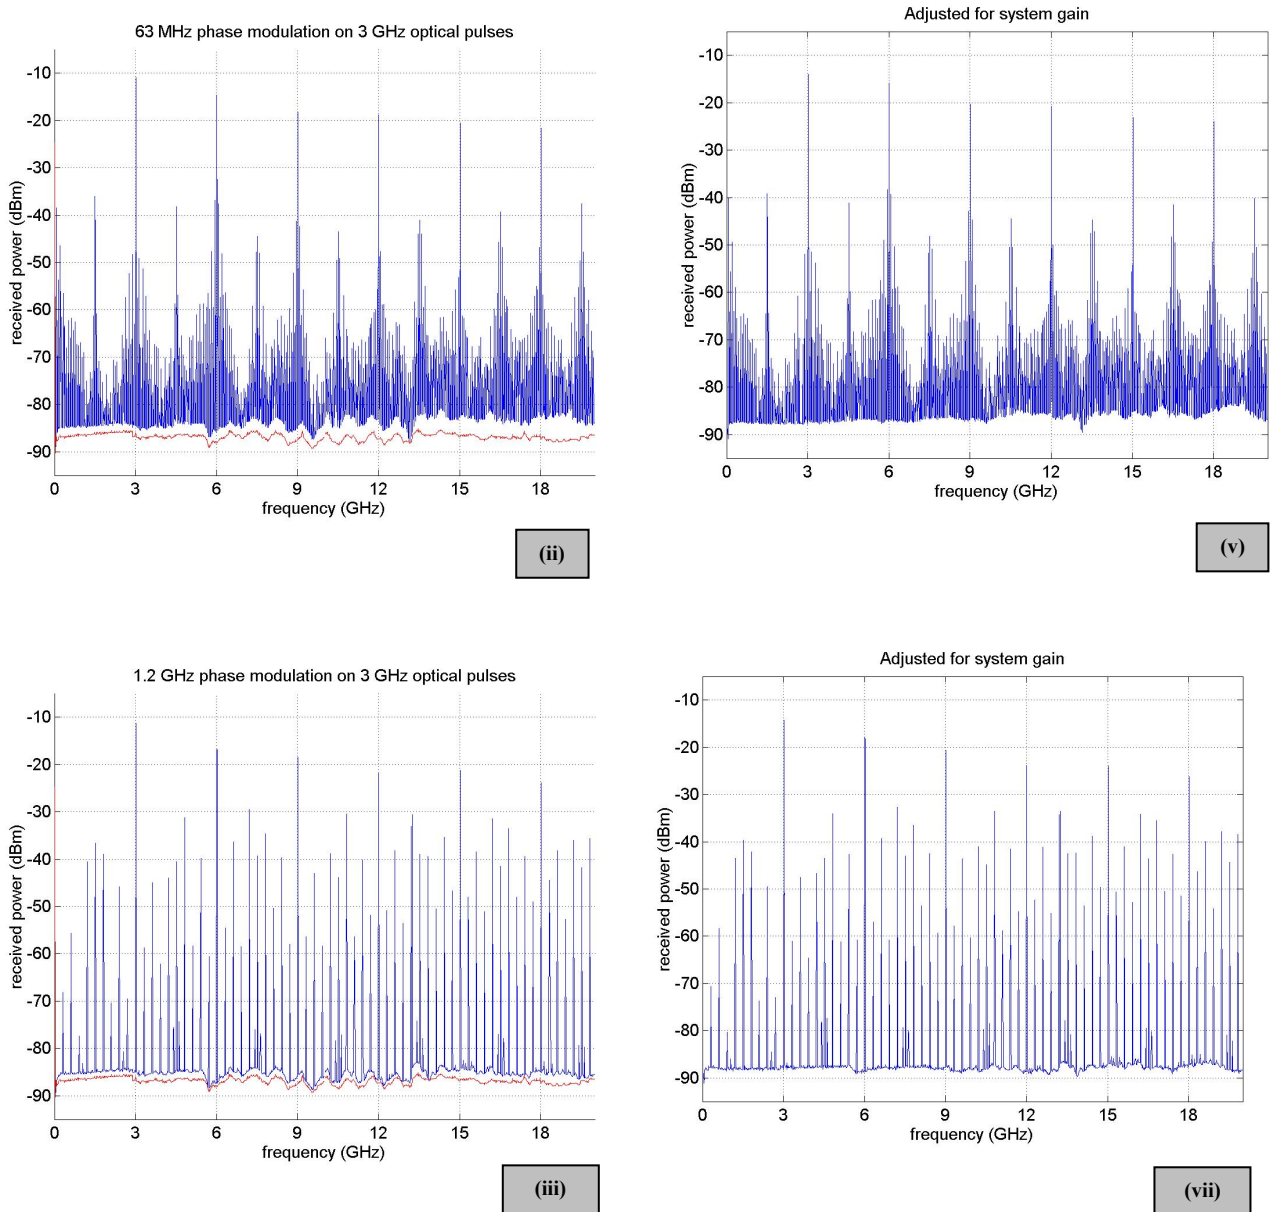 63 MHz phase modulation on 3 GHz optical pulses
-10
-20
-30
-40
-50
-60
-70
-80
-90
received power (dBm)
0 3 6 9 12 15 18
frequency (GHz)
(ii)
Adjusted for system gain
-10
-20
-30
-40
-50
-60
-70
-80
-90
received power (dBm)
0 3 6 9 12 15 18
frequency (GHz)
(v)
1.2 GHz phase modulation on 3 GHz optical pulses
-10
-20
-30
-40
-50
-60
-70
-80
-90
received power (dBm)
0 3 6 9 12 15 18
frequency (GHz)
(iii)
Adjusted for system gain
-10
-20
-30
-40
-50
-60
-70
-80
-90
received power (dBm)
0 3 6 9 12 15 18
frequency (GHz)
(vii)